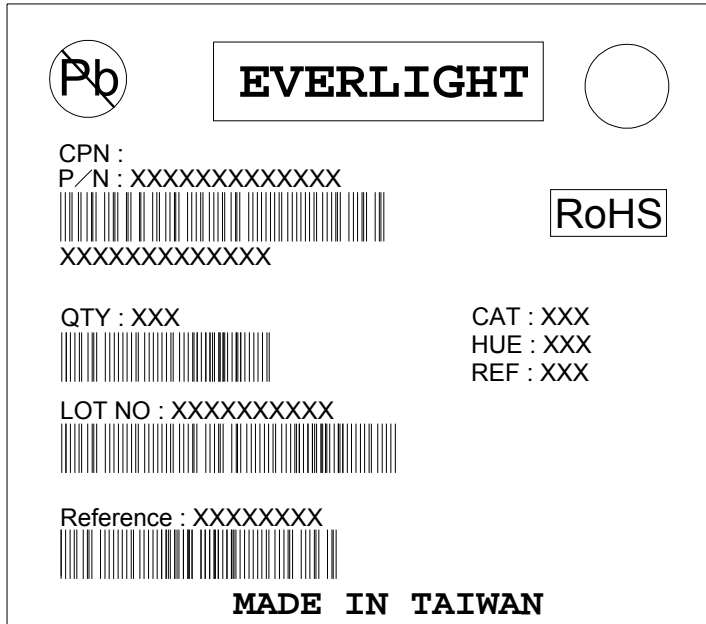 Pb
EVERLIGHT
CPN :
P/N : XXXXXXXXXXXXX
RoHS
XXXXXXXXXXXXX
QTY : XXX
CAT : XXX
HUE : XXX
REF : XXX
LOT NO : XXXXXXXXXX
Reference : XXXXXXXX
MADE IN TAIWAN